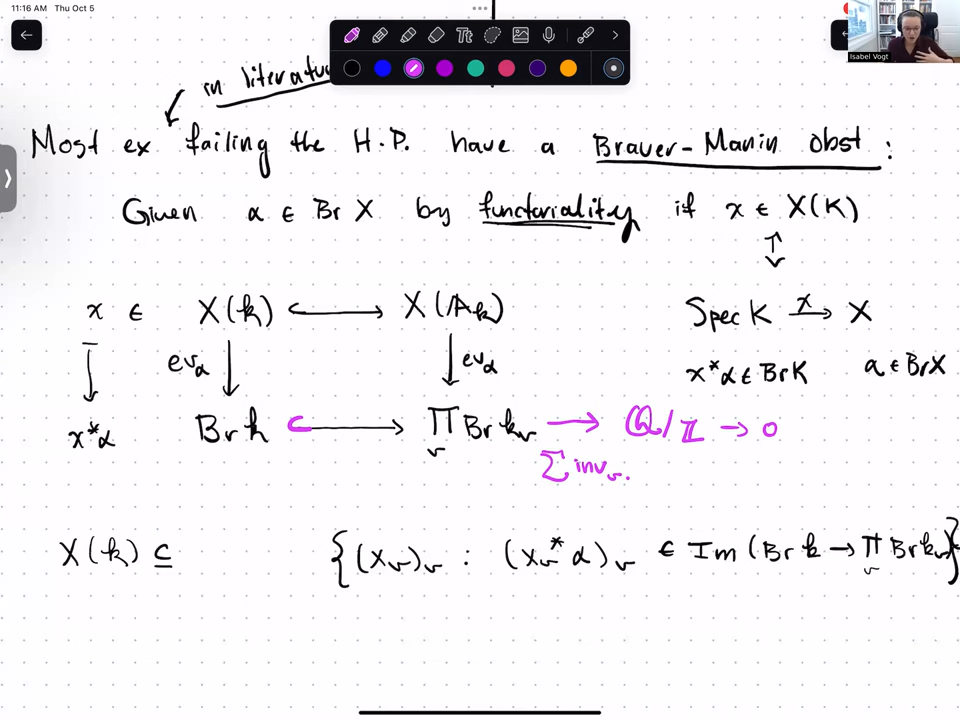 11:16 AM Thu Oct 5
Isabel Vogt
in literatu
Most ex failing the H.P. have a Brauer-Manin obst :
Given α ∈ Br X by functoriality if x ∈ X(K)
↕
x ∈ X(k) ↪ X(𝔸_k) Spec K →^x X
ev_α ↓ ↓ ev_α x*α ∈ Br K α ∈ Br X
x*α Br k ↪ ∏_v Br k_v → ℚ/ℤ → 0
Σ inv_v.
X(k) ⊆ {(x_v)_v : (x_v*α)_v ∈ Im (Br k → ∏_v Br k_v)}